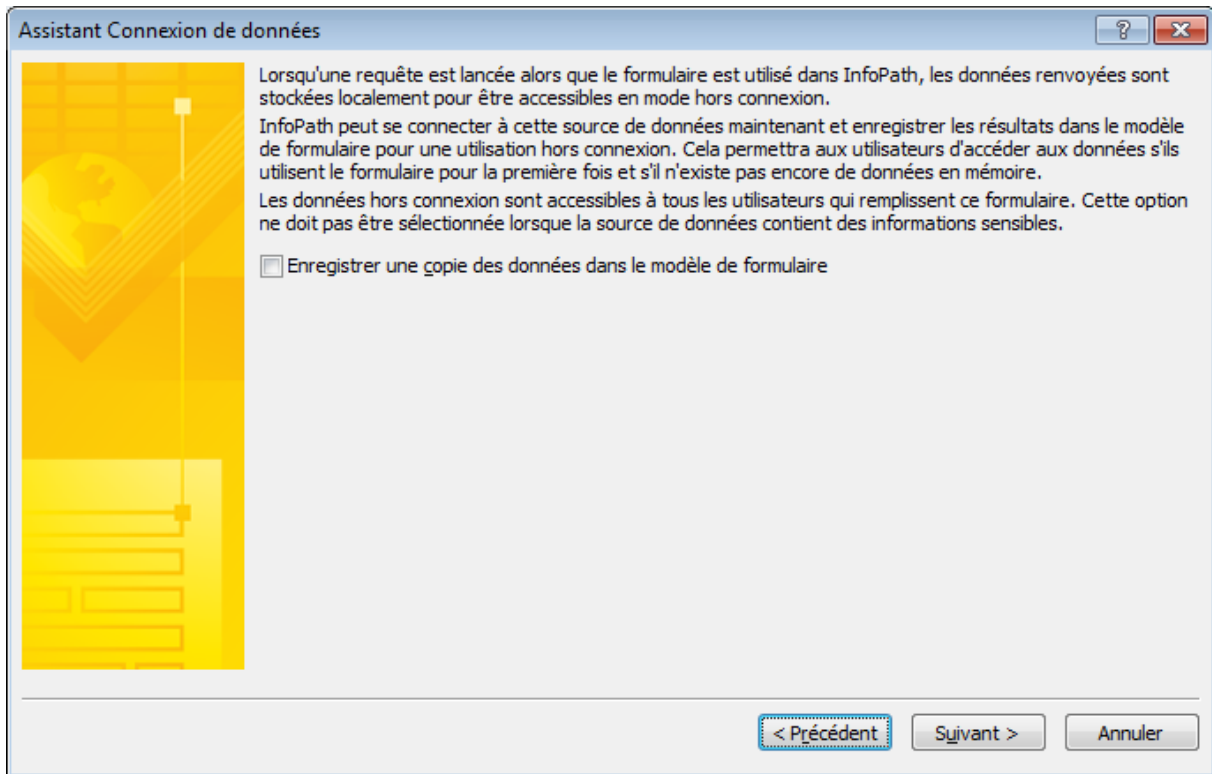 Assistant Connexion de données
Lorsqu'une requête est lancée alors que le formulaire est utilisé dans InfoPath, les données renvoyées sont
stockées localement pour être accessibles en mode hors connexion.
InfoPath peut se connecter à cette source de données maintenant et enregistrer les résultats dans le modèle
de formulaire pour une utilisation hors connexion. Cela permettra aux utilisateurs d'accéder aux données s'ils
utilisent le formulaire pour la première fois et s'il n'existe pas encore de données en mémoire.
Les données hors connexion sont accessibles à tous les utilisateurs qui remplissent ce formulaire. Cette option
ne doit pas être sélectionnée lorsque la source de données contient des informations sensibles.
Enregistrer une copie des données dans le modèle de formulaire
< Précédent
Suivant >
Annuler